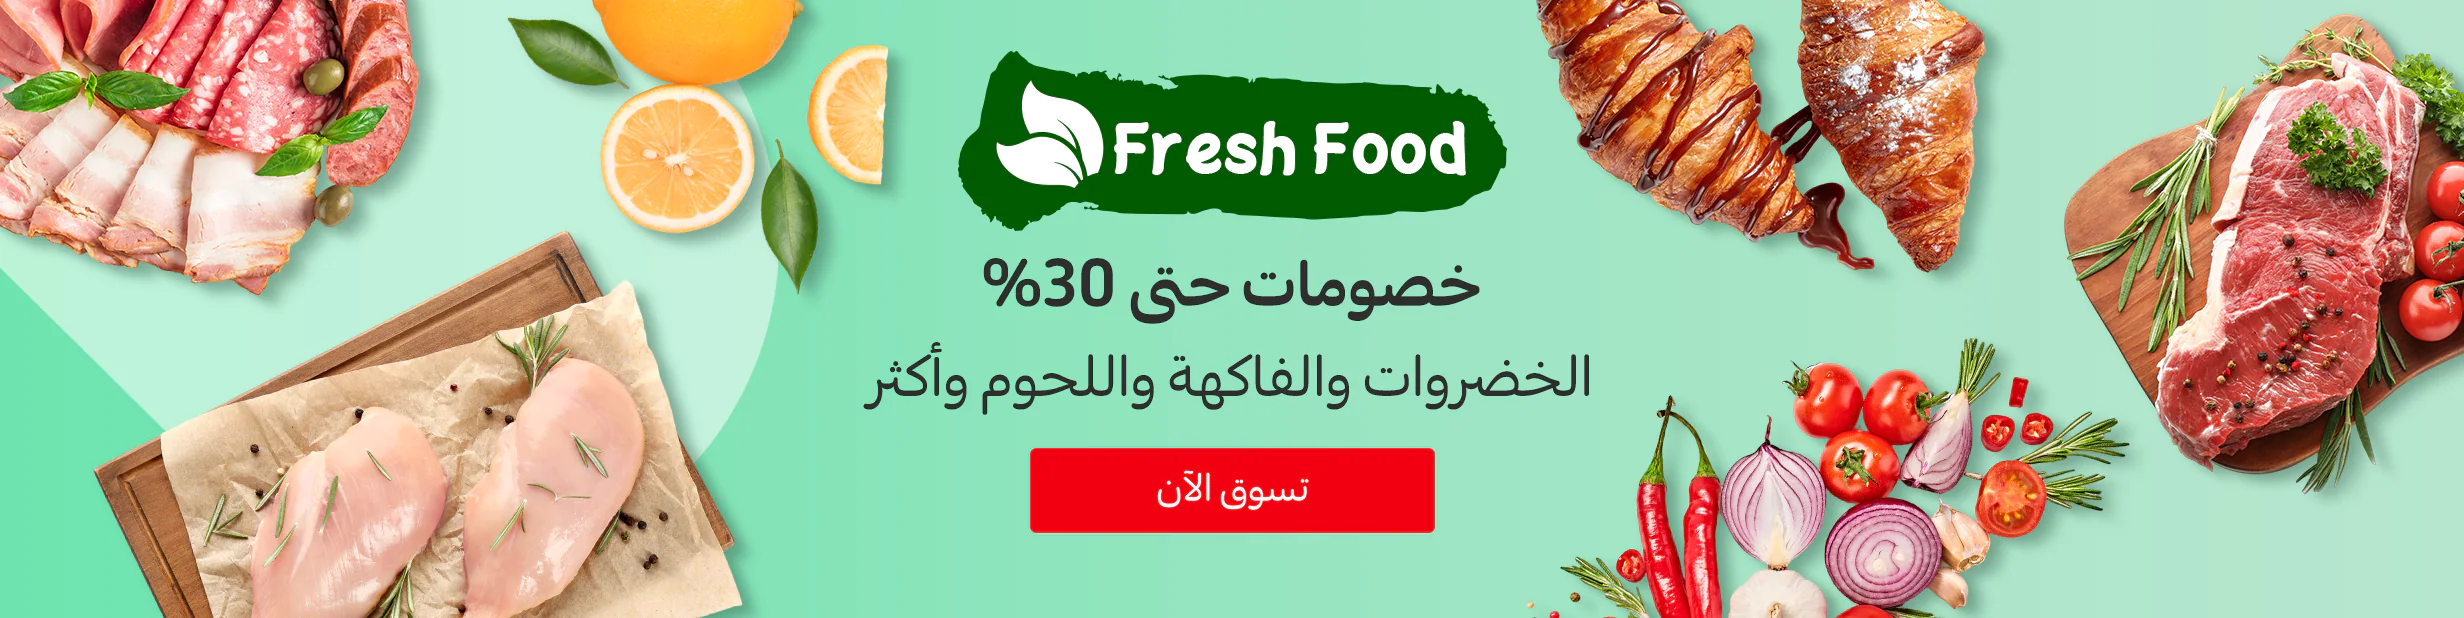 Fresh Food
خصومات حتى 30%
الخضروات والفاكهة واللحوم وأكثر
تسوق الآن